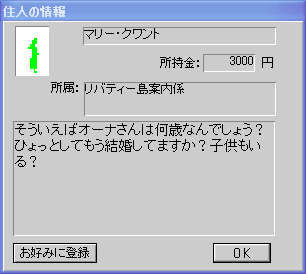 住人の情報
マリー・クワント
所持金: 3000 円
所属: リバティー島案内係
そういえばオーナさんは何歳なんでしょう？
ひょっとしてもう結婚してますか？子供もい
る？
お好みに登録 OK